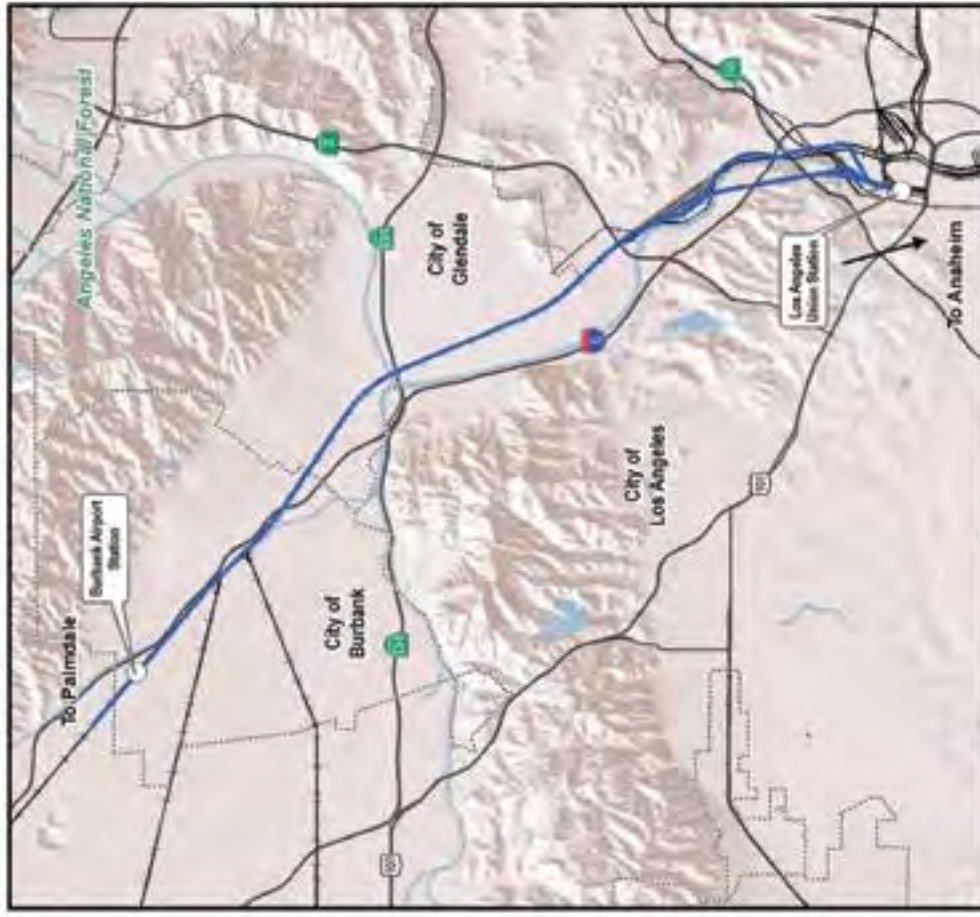 Angeles National Forest
To Palmdale
Burbank Airport
Station
City of
Glendale
City of
Burbank
City of
Los Angeles
Los Angeles
Union Station
To Anaheim
101